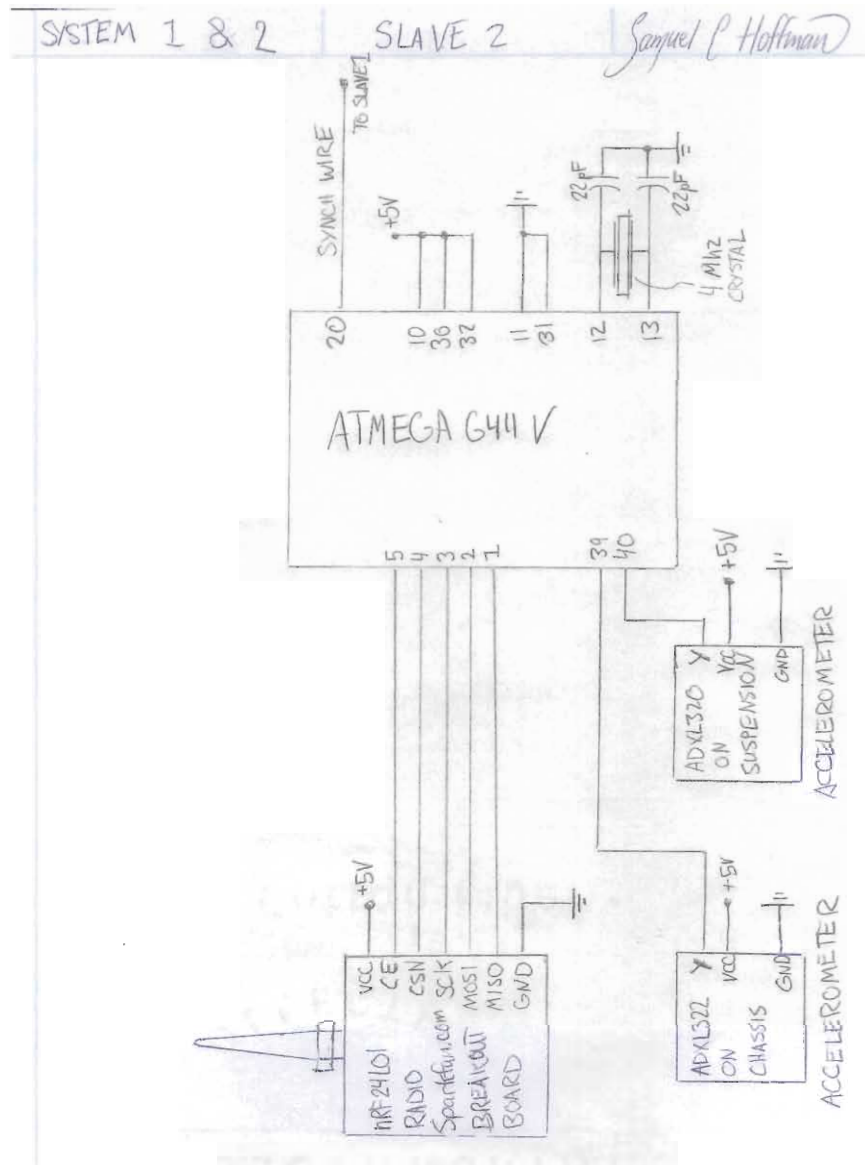 SYSTEM 1 & 2
SLAVE 2
Samuel C Hoffman
SYNCH WIRE
TO SLAVE 1
+5V
22pF
22pF
4 Mhz
CRYSTAL
20
10
36
32
11
31
12
13
ATMEGA 644 V
5
4
3
2
1
39
40
+5V
VCC
CE
CSN
SCK
MOSI
MISO
GND
nRF24L01
RADIO
Sparkfun.com
BREAKOUT
BOARD
ADXL320
ON
SUSPENSION
Y
VCC
GND
+5V
ACCELEROMETER
ADXL322
ON
CHASSIS
Y
VCC
GND
+5V
ACCELEROMETER